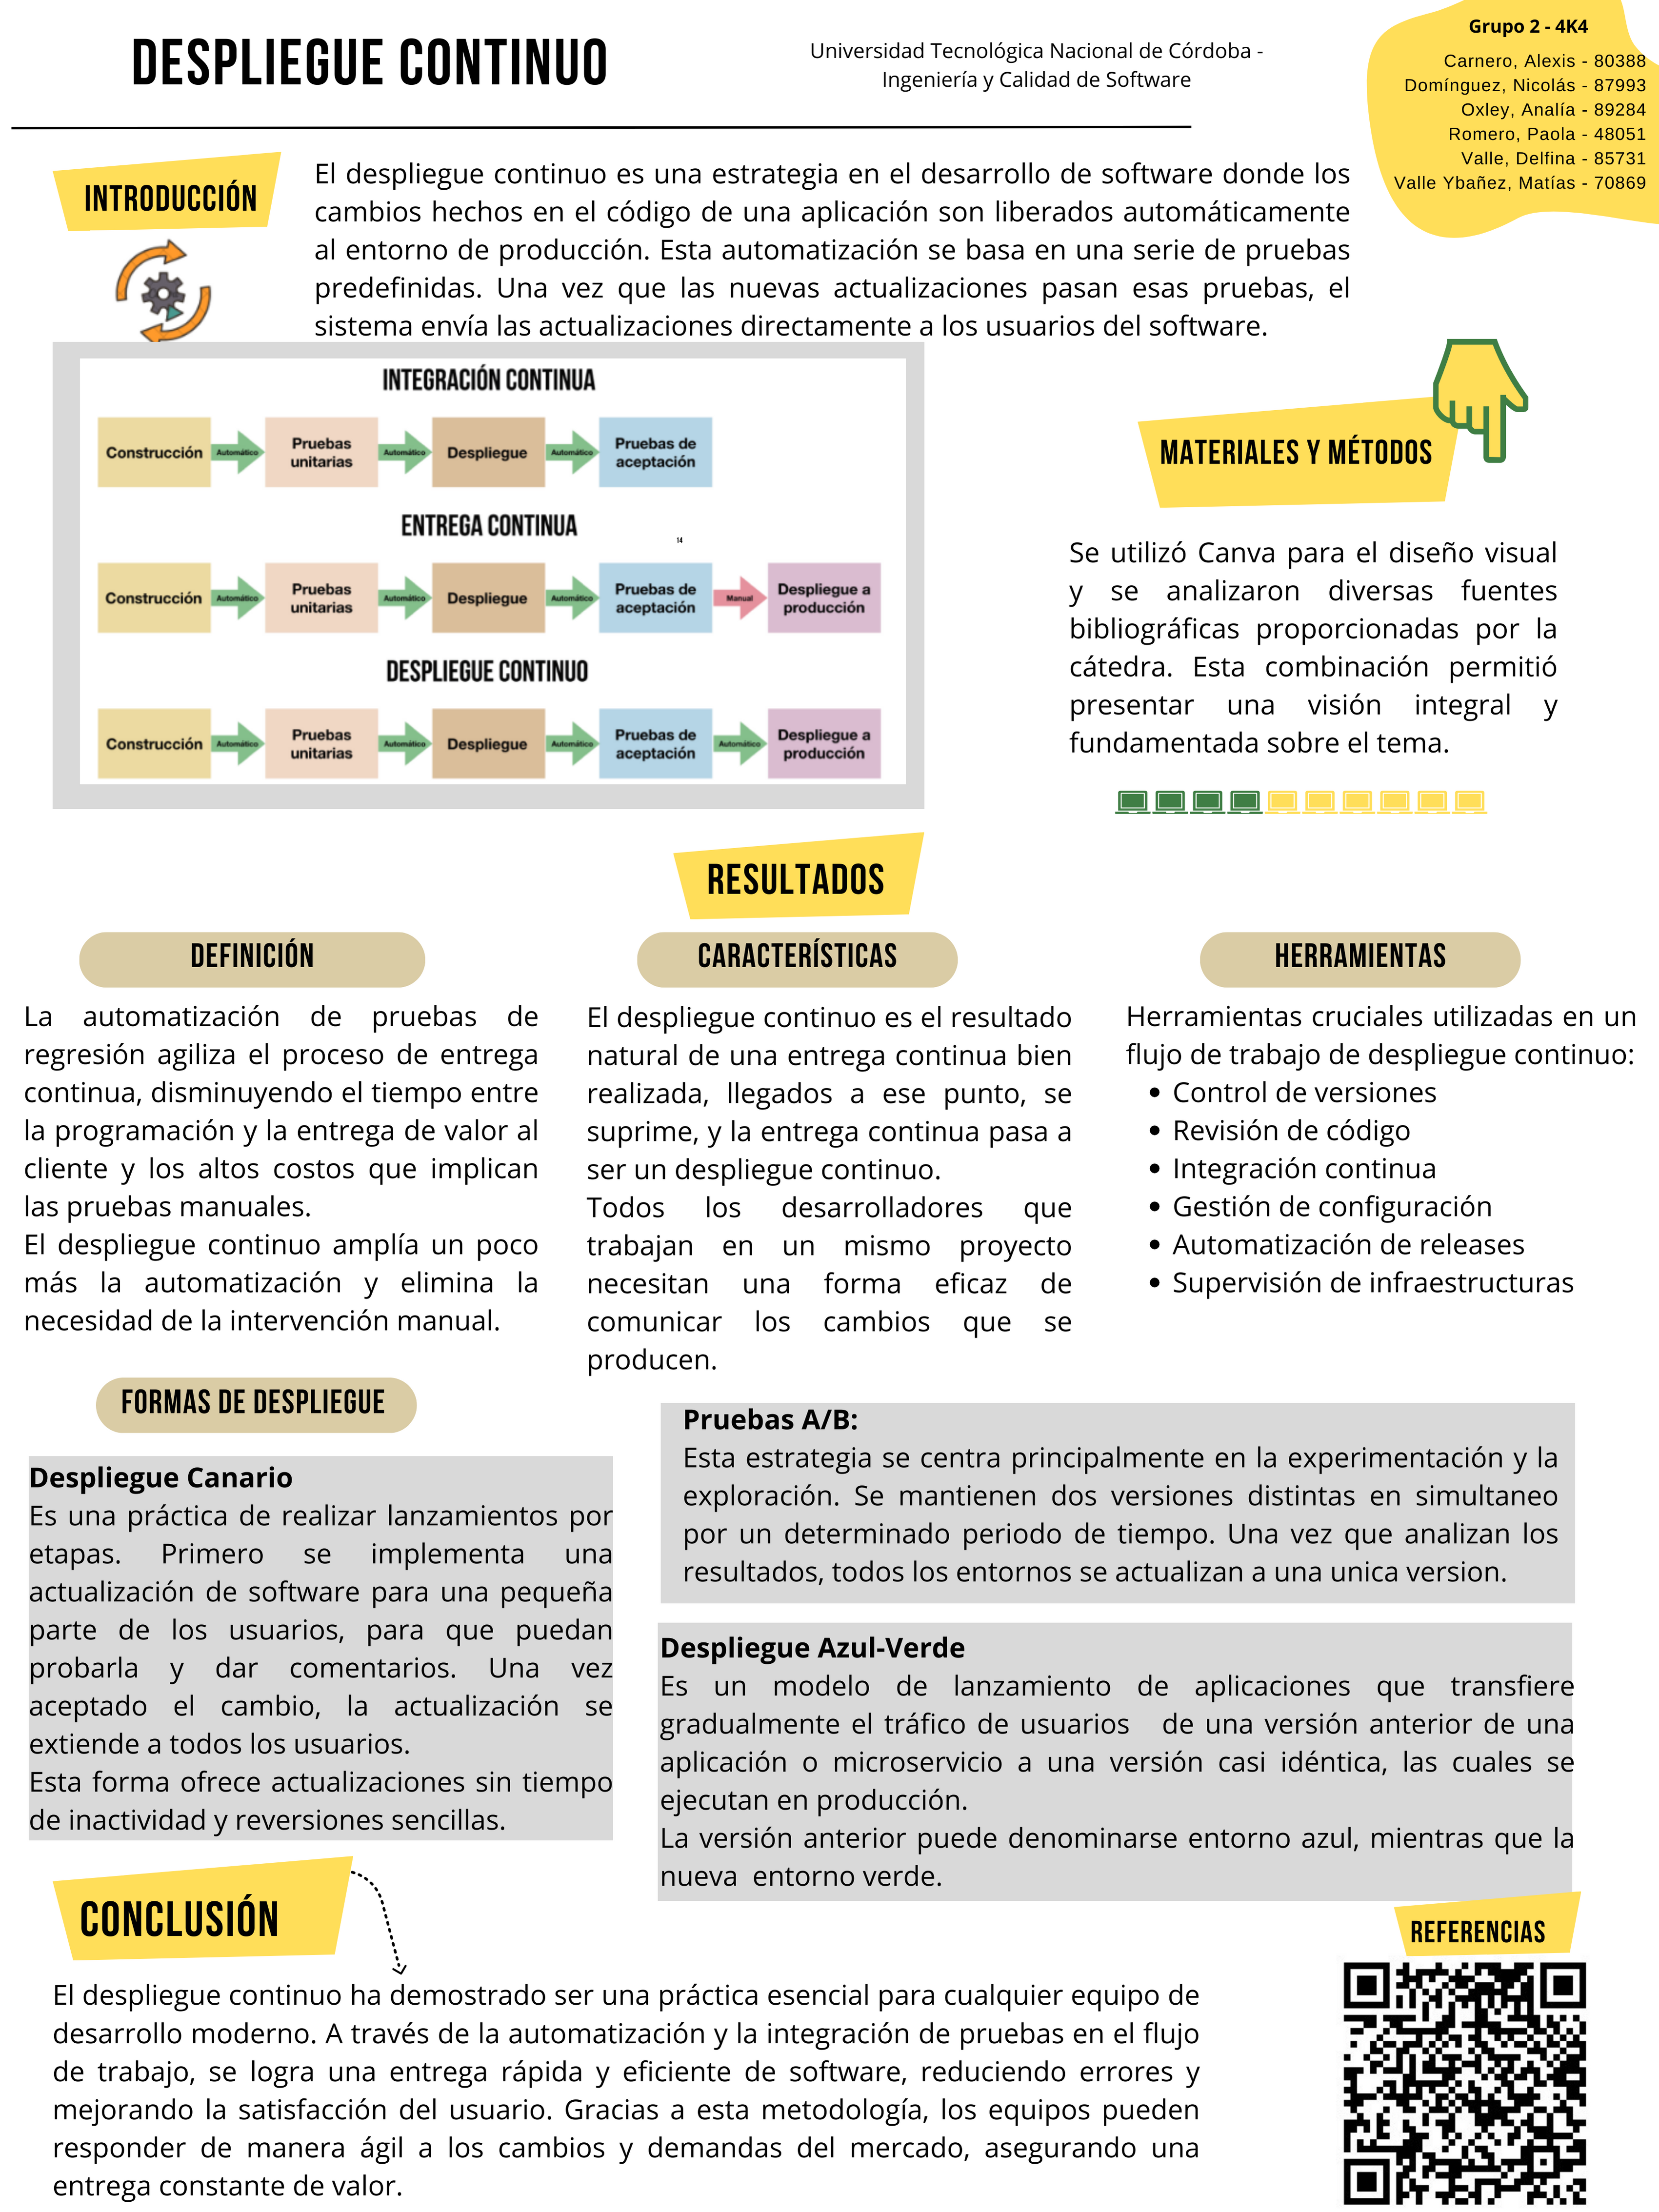 DESPLIEGUE CONTINUO
Universidad Tecnológica Nacional de Córdoba -
Ingeniería y Calidad de Software
Grupo 2 - 4K4
Carnero, Alexis - 80388
Domínguez, Nicolás - 87993
Oxley, Analía - 89284
Romero, Paola - 48051
Valle, Delfina - 85731
Valle Ybañez, Matías - 70869
INTRODUCCIÓN
El despliegue continuo es una estrategia en el desarrollo de software donde los
cambios hechos en el código de una aplicación son liberados automáticamente
al entorno de producción. Esta automatización se basa en una serie de pruebas
predefinidas. Una vez que las nuevas actualizaciones pasan esas pruebas, el
sistema envía las actualizaciones directamente a los usuarios del software.
INTEGRACIÓN CONTINUA
Construcción Automático Pruebas unitarias Automático Despliegue Automático Pruebas de aceptación
ENTREGA CONTINUA
14
Construcción Automático Pruebas unitarias Automático Despliegue Automático Pruebas de aceptación Manual Despliegue a producción
DESPLIEGUE CONTINUO
Construcción Automático Pruebas unitarias Automático Despliegue Automático Pruebas de aceptación Automático Despliegue a producción
MATERIALES Y MÉTODOS
Se utilizó Canva para el diseño visual
y se analizaron diversas fuentes
bibliográficas proporcionadas por la
cátedra. Esta combinación permitió
presentar una visión integral y
fundamentada sobre el tema.
RESULTADOS
DEFINICIÓN
La automatización de pruebas de
regresión agiliza el proceso de entrega
continua, disminuyendo el tiempo entre
la programación y la entrega de valor al
cliente y los altos costos que implican
las pruebas manuales.
El despliegue continuo amplía un poco
más la automatización y elimina la
necesidad de la intervención manual.
CARACTERÍSTICAS
El despliegue continuo es el resultado
natural de una entrega continua bien
realizada, llegados a ese punto, se
suprime, y la entrega continua pasa a
ser un despliegue continuo.
Todos los desarrolladores que
trabajan en un mismo proyecto
necesitan una forma eficaz de
comunicar los cambios que se
producen.
HERRAMIENTAS
Herramientas cruciales utilizadas en un
flujo de trabajo de despliegue continuo:
• Control de versiones
• Revisión de código
• Integración continua
• Gestión de configuración
• Automatización de releases
• Supervisión de infraestructuras
FORMAS DE DESPLIEGUE
Despliegue Canario
Es una práctica de realizar lanzamientos por
etapas. Primero se implementa una
actualización de software para una pequeña
parte de los usuarios, para que puedan
probarla y dar comentarios. Una vez
aceptado el cambio, la actualización se
extiende a todos los usuarios.
Esta forma ofrece actualizaciones sin tiempo
de inactividad y reversiones sencillas.
Pruebas A/B:
Esta estrategia se centra principalmente en la experimentación y la
exploración. Se mantienen dos versiones distintas en simultaneo
por un determinado periodo de tiempo. Una vez que analizan los
resultados, todos los entornos se actualizan a una unica version.
Despliegue Azul-Verde
Es un modelo de lanzamiento de aplicaciones que transfiere
gradualmente el tráfico de usuarios de una versión anterior de una
aplicación o microservicio a una versión casi idéntica, las cuales se
ejecutan en producción.
La versión anterior puede denominarse entorno azul, mientras que la
nueva entorno verde.
CONCLUSIÓN
El despliegue continuo ha demostrado ser una práctica esencial para cualquier equipo de
desarrollo moderno. A través de la automatización y la integración de pruebas en el flujo
de trabajo, se logra una entrega rápida y eficiente de software, reduciendo errores y
mejorando la satisfacción del usuario. Gracias a esta metodología, los equipos pueden
responder de manera ágil a los cambios y demandas del mercado, asegurando una
entrega constante de valor.
REFERENCIAS